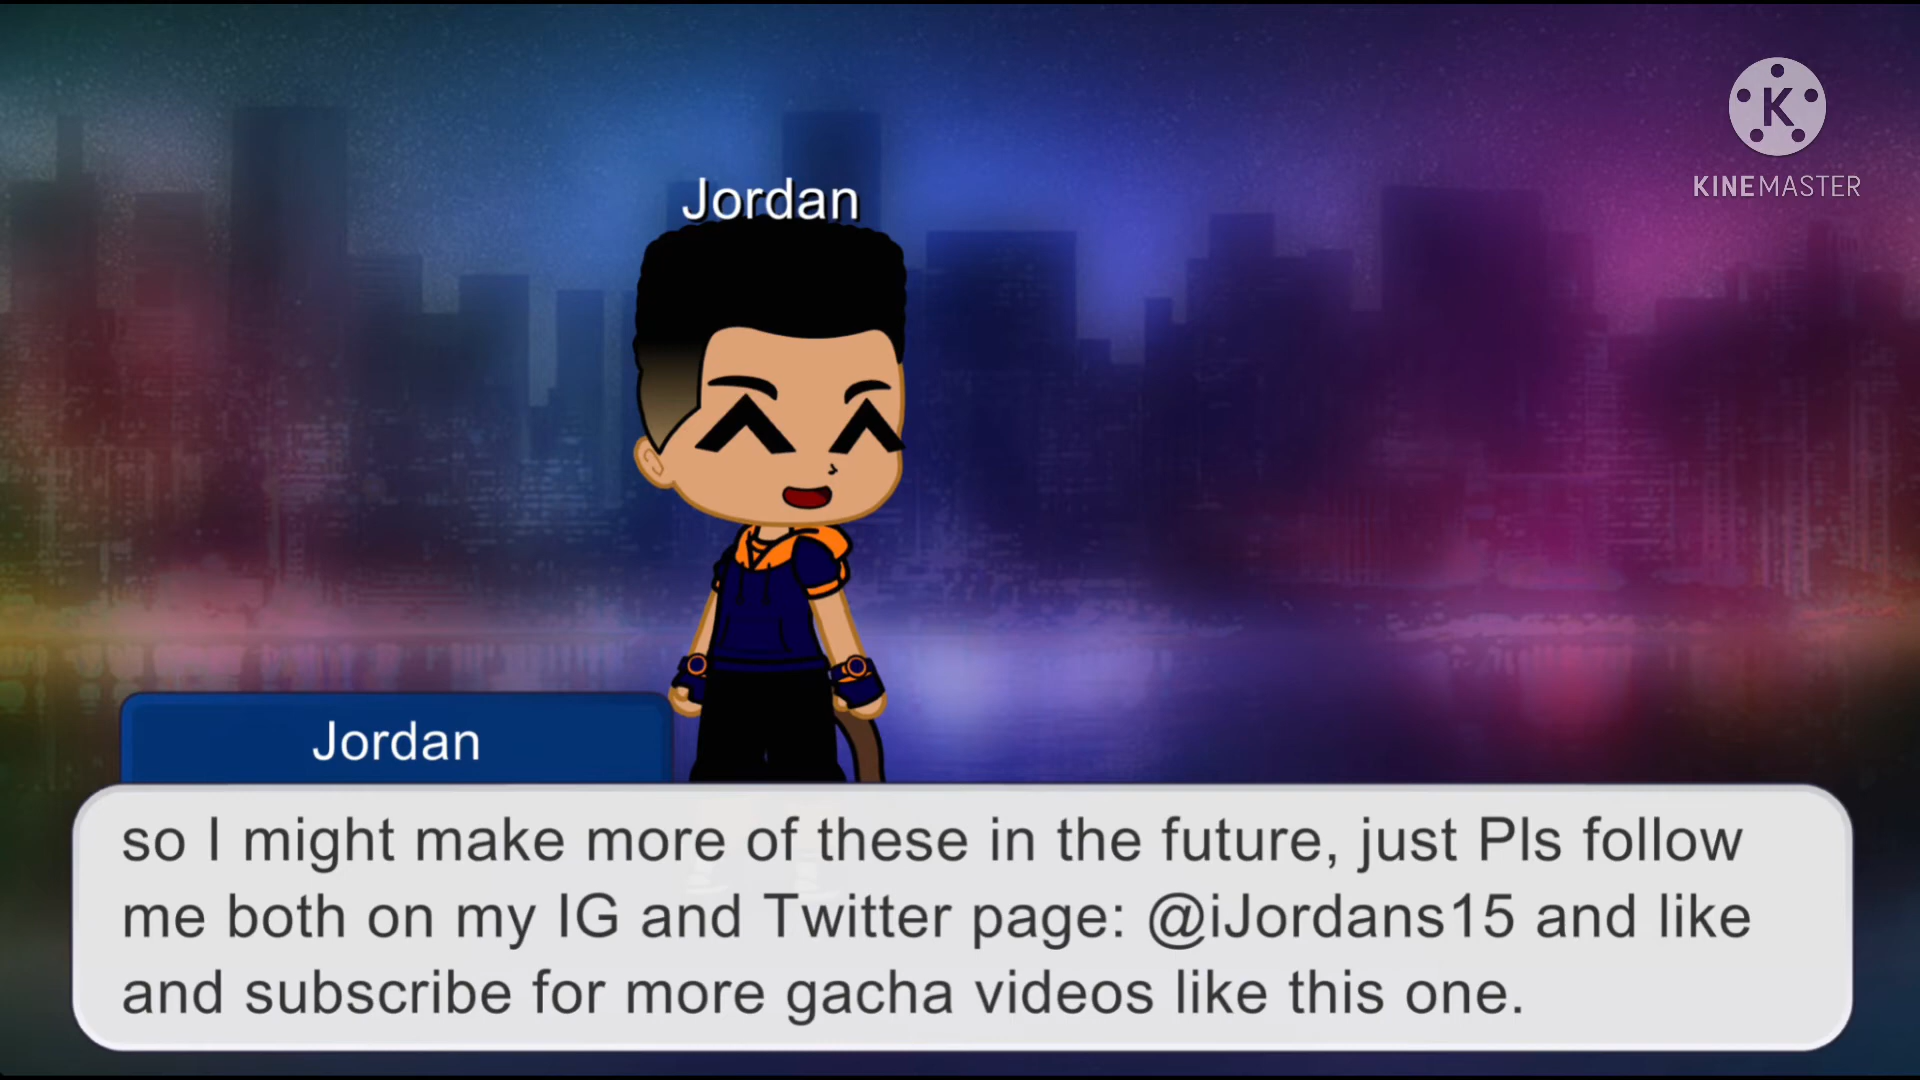 K
KINEMASTER
Jordan
Jordan
so I might make more of these in the future, just Pls follow
me both on my IG and Twitter page: @iJordans15 and like
and subscribe for more gacha videos like this one.